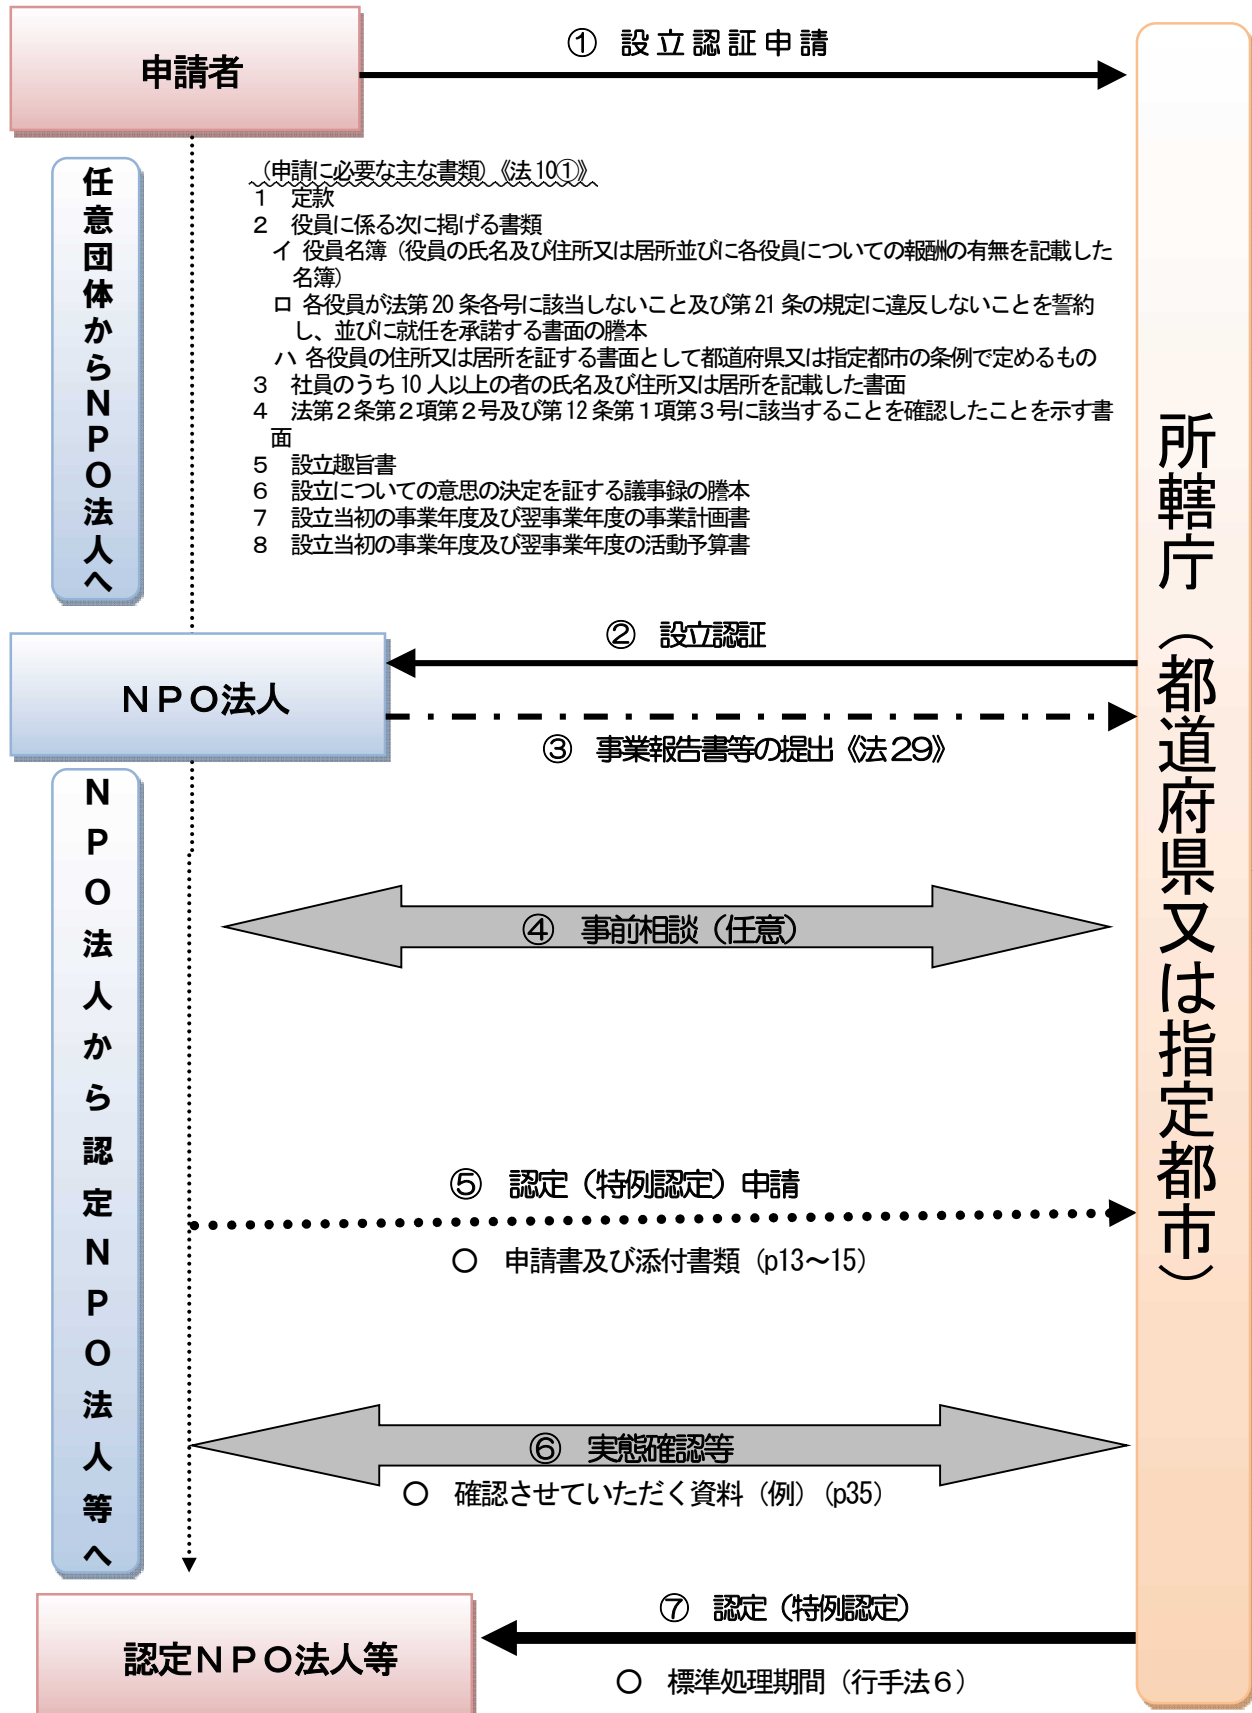 申請者
① 設立認証申請
任意団体からNPO法人へ
(申請に必要な主な書類)《法10①》
１ 定款
２ 役員に係る次に掲げる書類
イ 役員名簿（役員の氏名及び住所又は居所並びに各役員についての報酬の有無を記載した
名簿）
ロ 各役員が法第20条各号に該当しないこと及び第21条の規定に違反しないことを誓約
し、並びに就任を承諾する書面の謄本
ハ 各役員の住所又は居所を証する書面として都道府県又は指定都市の条例で定めるもの
３ 社員のうち10人以上の者の氏名及び住所又は居所を記載した書面
４ 法第２条第２項第２号及び第12条第１項第３号に該当することを確認したことを示す書
面
５ 設立趣旨書
６ 設立についての意思の決定を証する議事録の謄本
７ 設立当初の事業年度及び翌事業年度の事業計画書
８ 設立当初の事業年度及び翌事業年度の活動予算書
所轄庁（都道府県又は指定都市）
② 設立認証
ＮＰＯ法人
③ 事業報告書等の提出《法29》
NPO法人から認定NPO法人等へ
④ 事前相談（任意）
⑤ 認定（特例認定）申請
○ 申請書及び添付書類（p13～15）
⑥ 実態確認等
○ 確認させていただく資料（例）（p35）
⑦ 認定（特例認定）
認定ＮＰＯ法人等
○ 標準処理期間（行手法６）